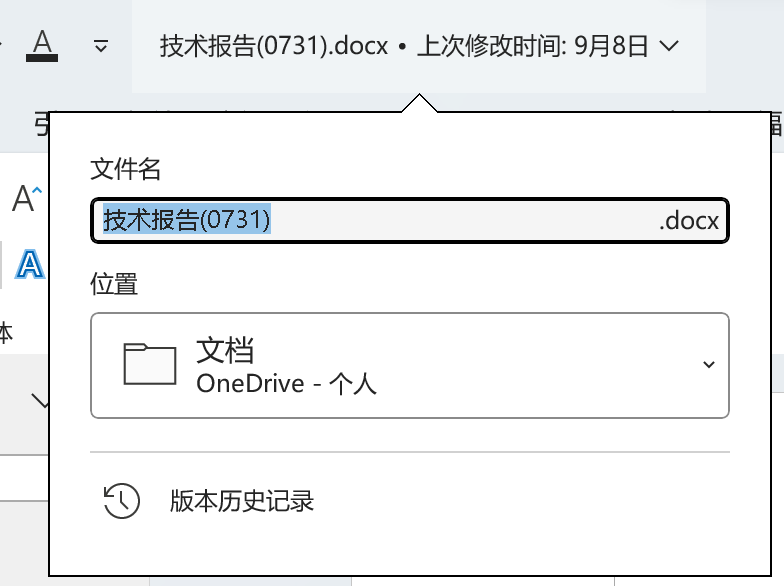 A
技术报告(0731).docx • 上次修改时间: 9月8日
文件名
A
技术报告(0731) .docx
A
位置
体
文档
OneDrive - 个人
版本历史记录